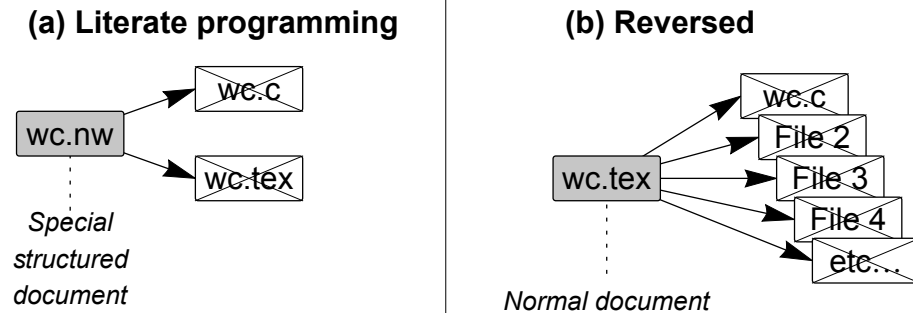 (a) Literate programming
wc.nw
wc.c
wc.tex
Special
structured
document
(b) Reversed
wc.tex
wc.c
File 2
File 3
File 4
etc...
Normal document